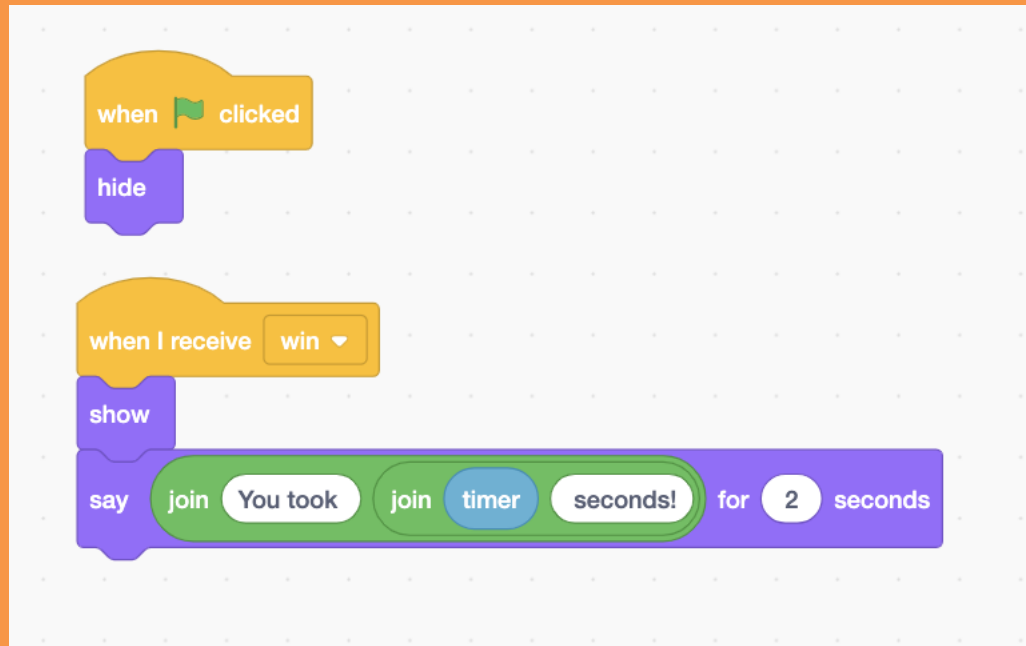 when clicked
hide
when I receive win
show
say join You took join timer seconds! for 2 seconds